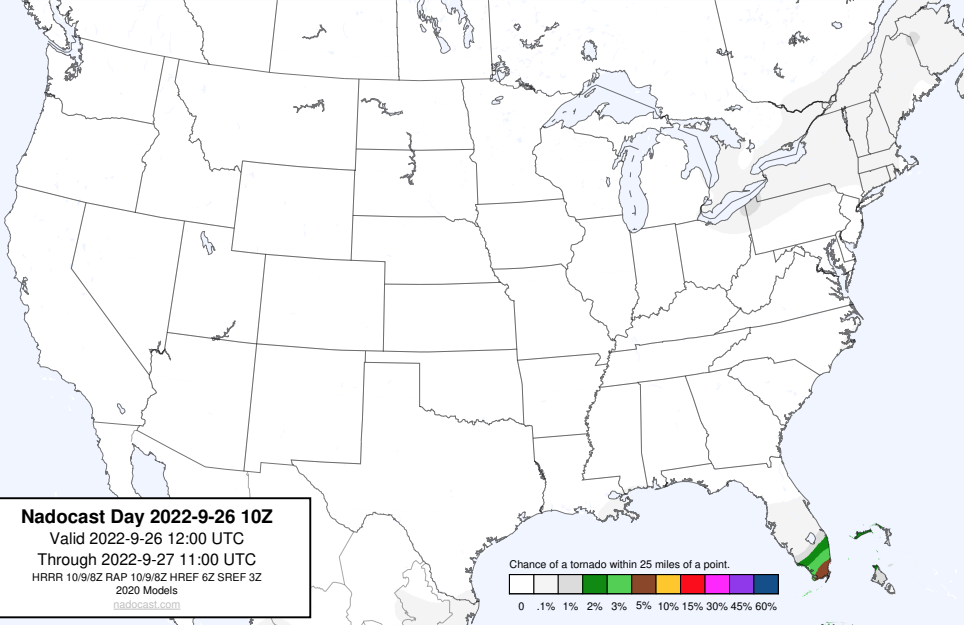 Nadocast Day 2022-9-26 10Z
Valid 2022-9-26 12:00 UTC
Through 2022-9-27 11:00 UTC
HRRR 10/9/8Z RAP 10/9/8Z HREF 6Z SREF 3Z
2020 Models
nadocast.com
Chance of a tornado within 25 miles of a point.
0 .1% 1% 2% 3% 5% 10% 15% 30% 45% 60%